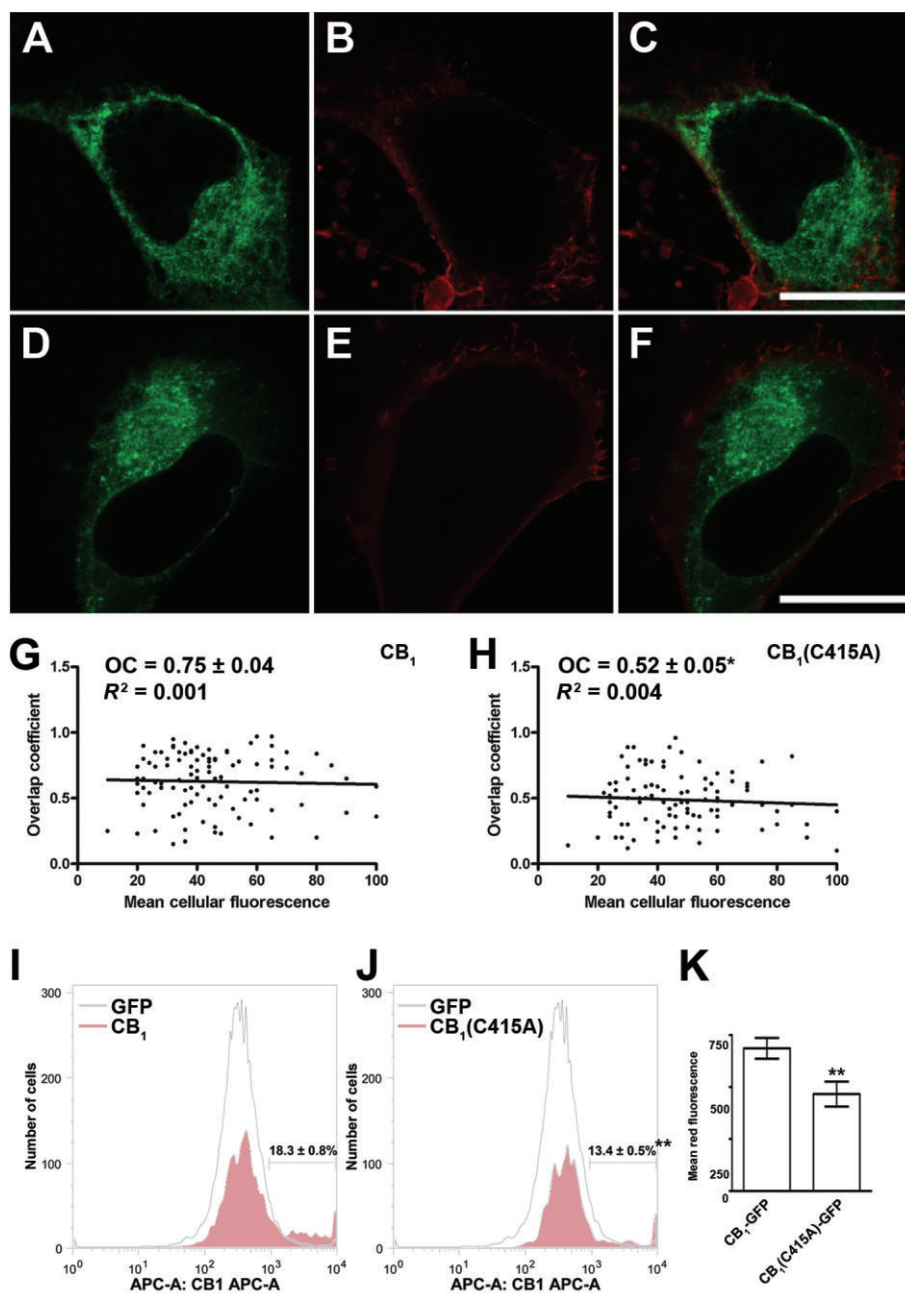 A
B
C
D
E
F
G
OC = 0.75 ± 0.04
R² = 0.001
CB₁
1.5
1.0
0.5
0.0
Overlap coefficient
0 20 40 60 80 100
Mean cellular fluorescence
H
OC = 0.52 ± 0.05*
R² = 0.004
CB₁(C415A)
1.5
1.0
0.5
0.0
Overlap coefficient
0 20 40 60 80 100
Mean cellular fluorescence
I
GFP
CB₁
300
200
100
0
Number of cells
18.3 ± 0.8%
10⁰ 10¹ 10² 10³ 10⁴
APC-A: CB1 APC-A
J
GFP
CB₁(C415A)
300
200
100
0
Number of cells
13.4 ± 0.5%**
10⁰ 10¹ 10² 10³ 10⁴
APC-A: CB1 APC-A
K
750
500
250
0
Mean red fluorescence
**
CB₁-GFP
CB₁(C415A)-GFP